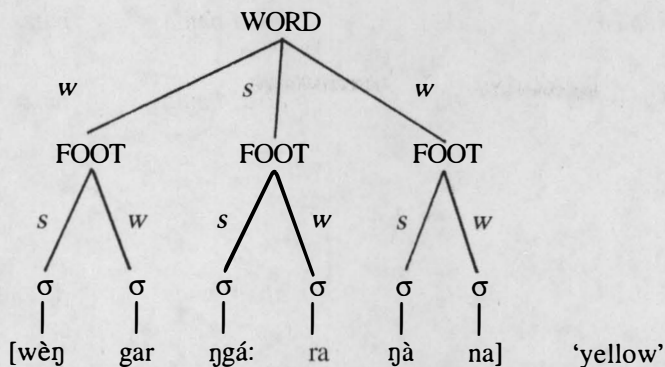 WORD
w s w
FOOT FOOT FOOT
s w s w s w
σ σ σ σ σ σ
[wèŋ gar ŋgá: ra ŋà na] ‘yellow’